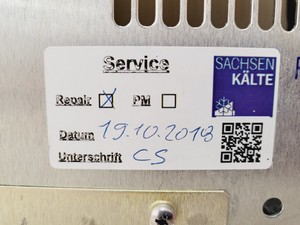 Service
SACHSEN
KÄLTE
Repair ☒ PM ☐
Datum 19.10.2018
Unterschrift CS